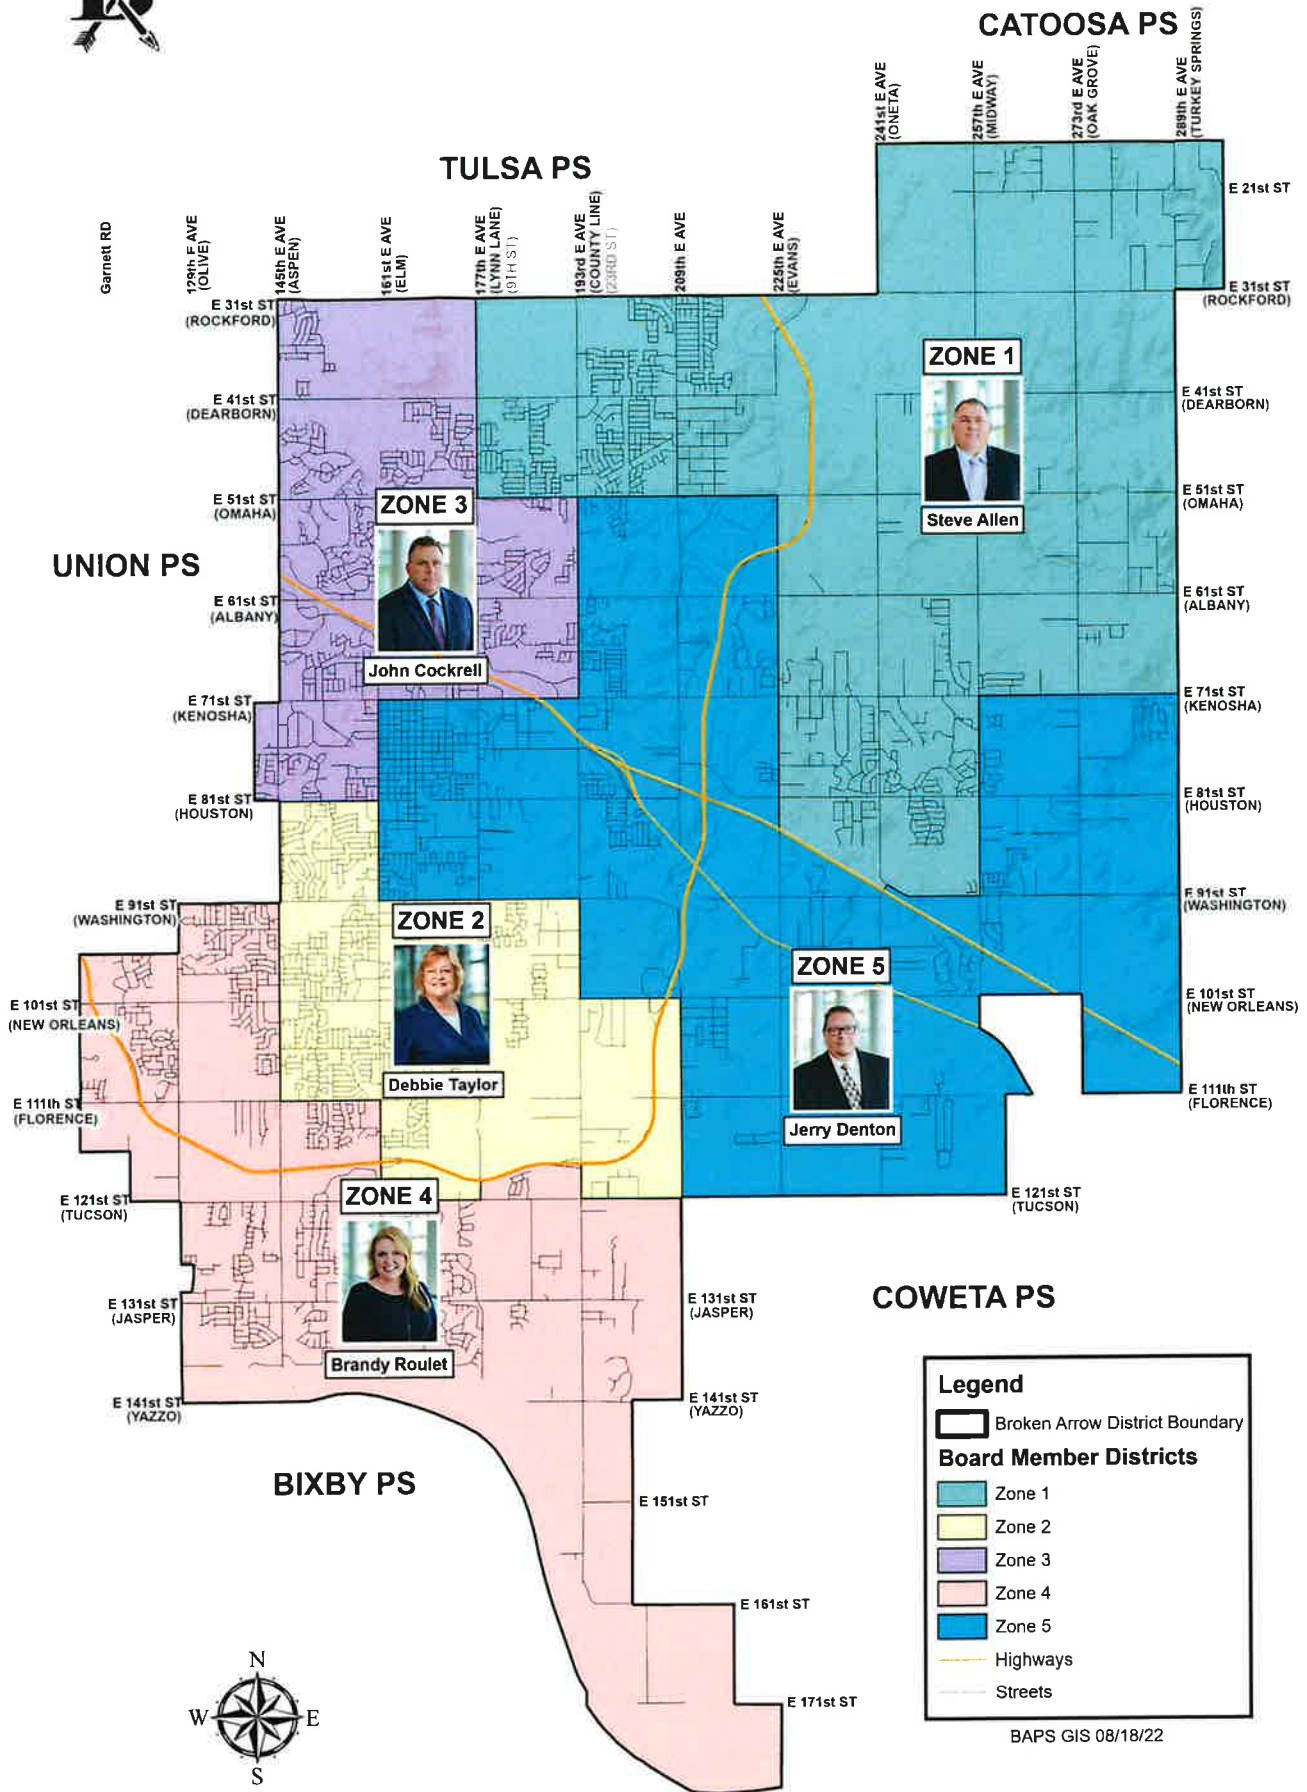 CATOOSA PS
241st E AVE
(ONETA)
257th E AVE
(MIDWAY)
273rd E AVE
(OAK GROVE)
289th E AVE
(TURKEY SPRINGS)
TULSA PS
Garnett RD
129th E AVE
(OLIVE)
145th E AVE
(ASPEN)
161st E AVE
(ELM)
177th E AVE
(LYNN LANE)
(9TH ST)
193rd E AVE
(COUNTY LINE)
(23RD ST)
209th E AVE
225th E AVE
(EVANS)
E 21st ST
E 31st ST
(ROCKFORD)
E 31st ST
(ROCKFORD)
ZONE 1
Steve Allen
E 41st ST
(DEARBORN)
E 41st ST
(DEARBORN)
E 51st ST
(OMAHA)
ZONE 3
John Cockrell
E 51st ST
(OMAHA)
UNION PS
E 61st ST
(ALBANY)
E 61st ST
(ALBANY)
E 71st ST
(KENOSHA)
E 71st ST
(KENOSHA)
E 81st ST
(HOUSTON)
E 81st ST
(HOUSTON)
E 91st ST
(WASHINGTON)
E 91st ST
(WASHINGTON)
ZONE 2
Debbie Taylor
ZONE 5
Jerry Denton
E 101st ST
(NEW ORLEANS)
E 101st ST
(NEW ORLEANS)
E 111th ST
(FLORENCE)
E 111th ST
(FLORENCE)
E 121st ST
(TUCSON)
ZONE 4
Brandy Roulet
E 121st ST
(TUCSON)
E 131st ST
(JASPER)
E 131st ST
(JASPER)
COWETA PS
E 141st ST
(YAZZO)
E 141st ST
(YAZZO)
BIXBY PS
E 151st ST
E 161st ST
E 171st ST
Legend
Broken Arrow District Boundary
Board Member Districts
Zone 1
Zone 2
Zone 3
Zone 4
Zone 5
Highways
Streets
BAPS GIS 08/18/22
N
W
E
S